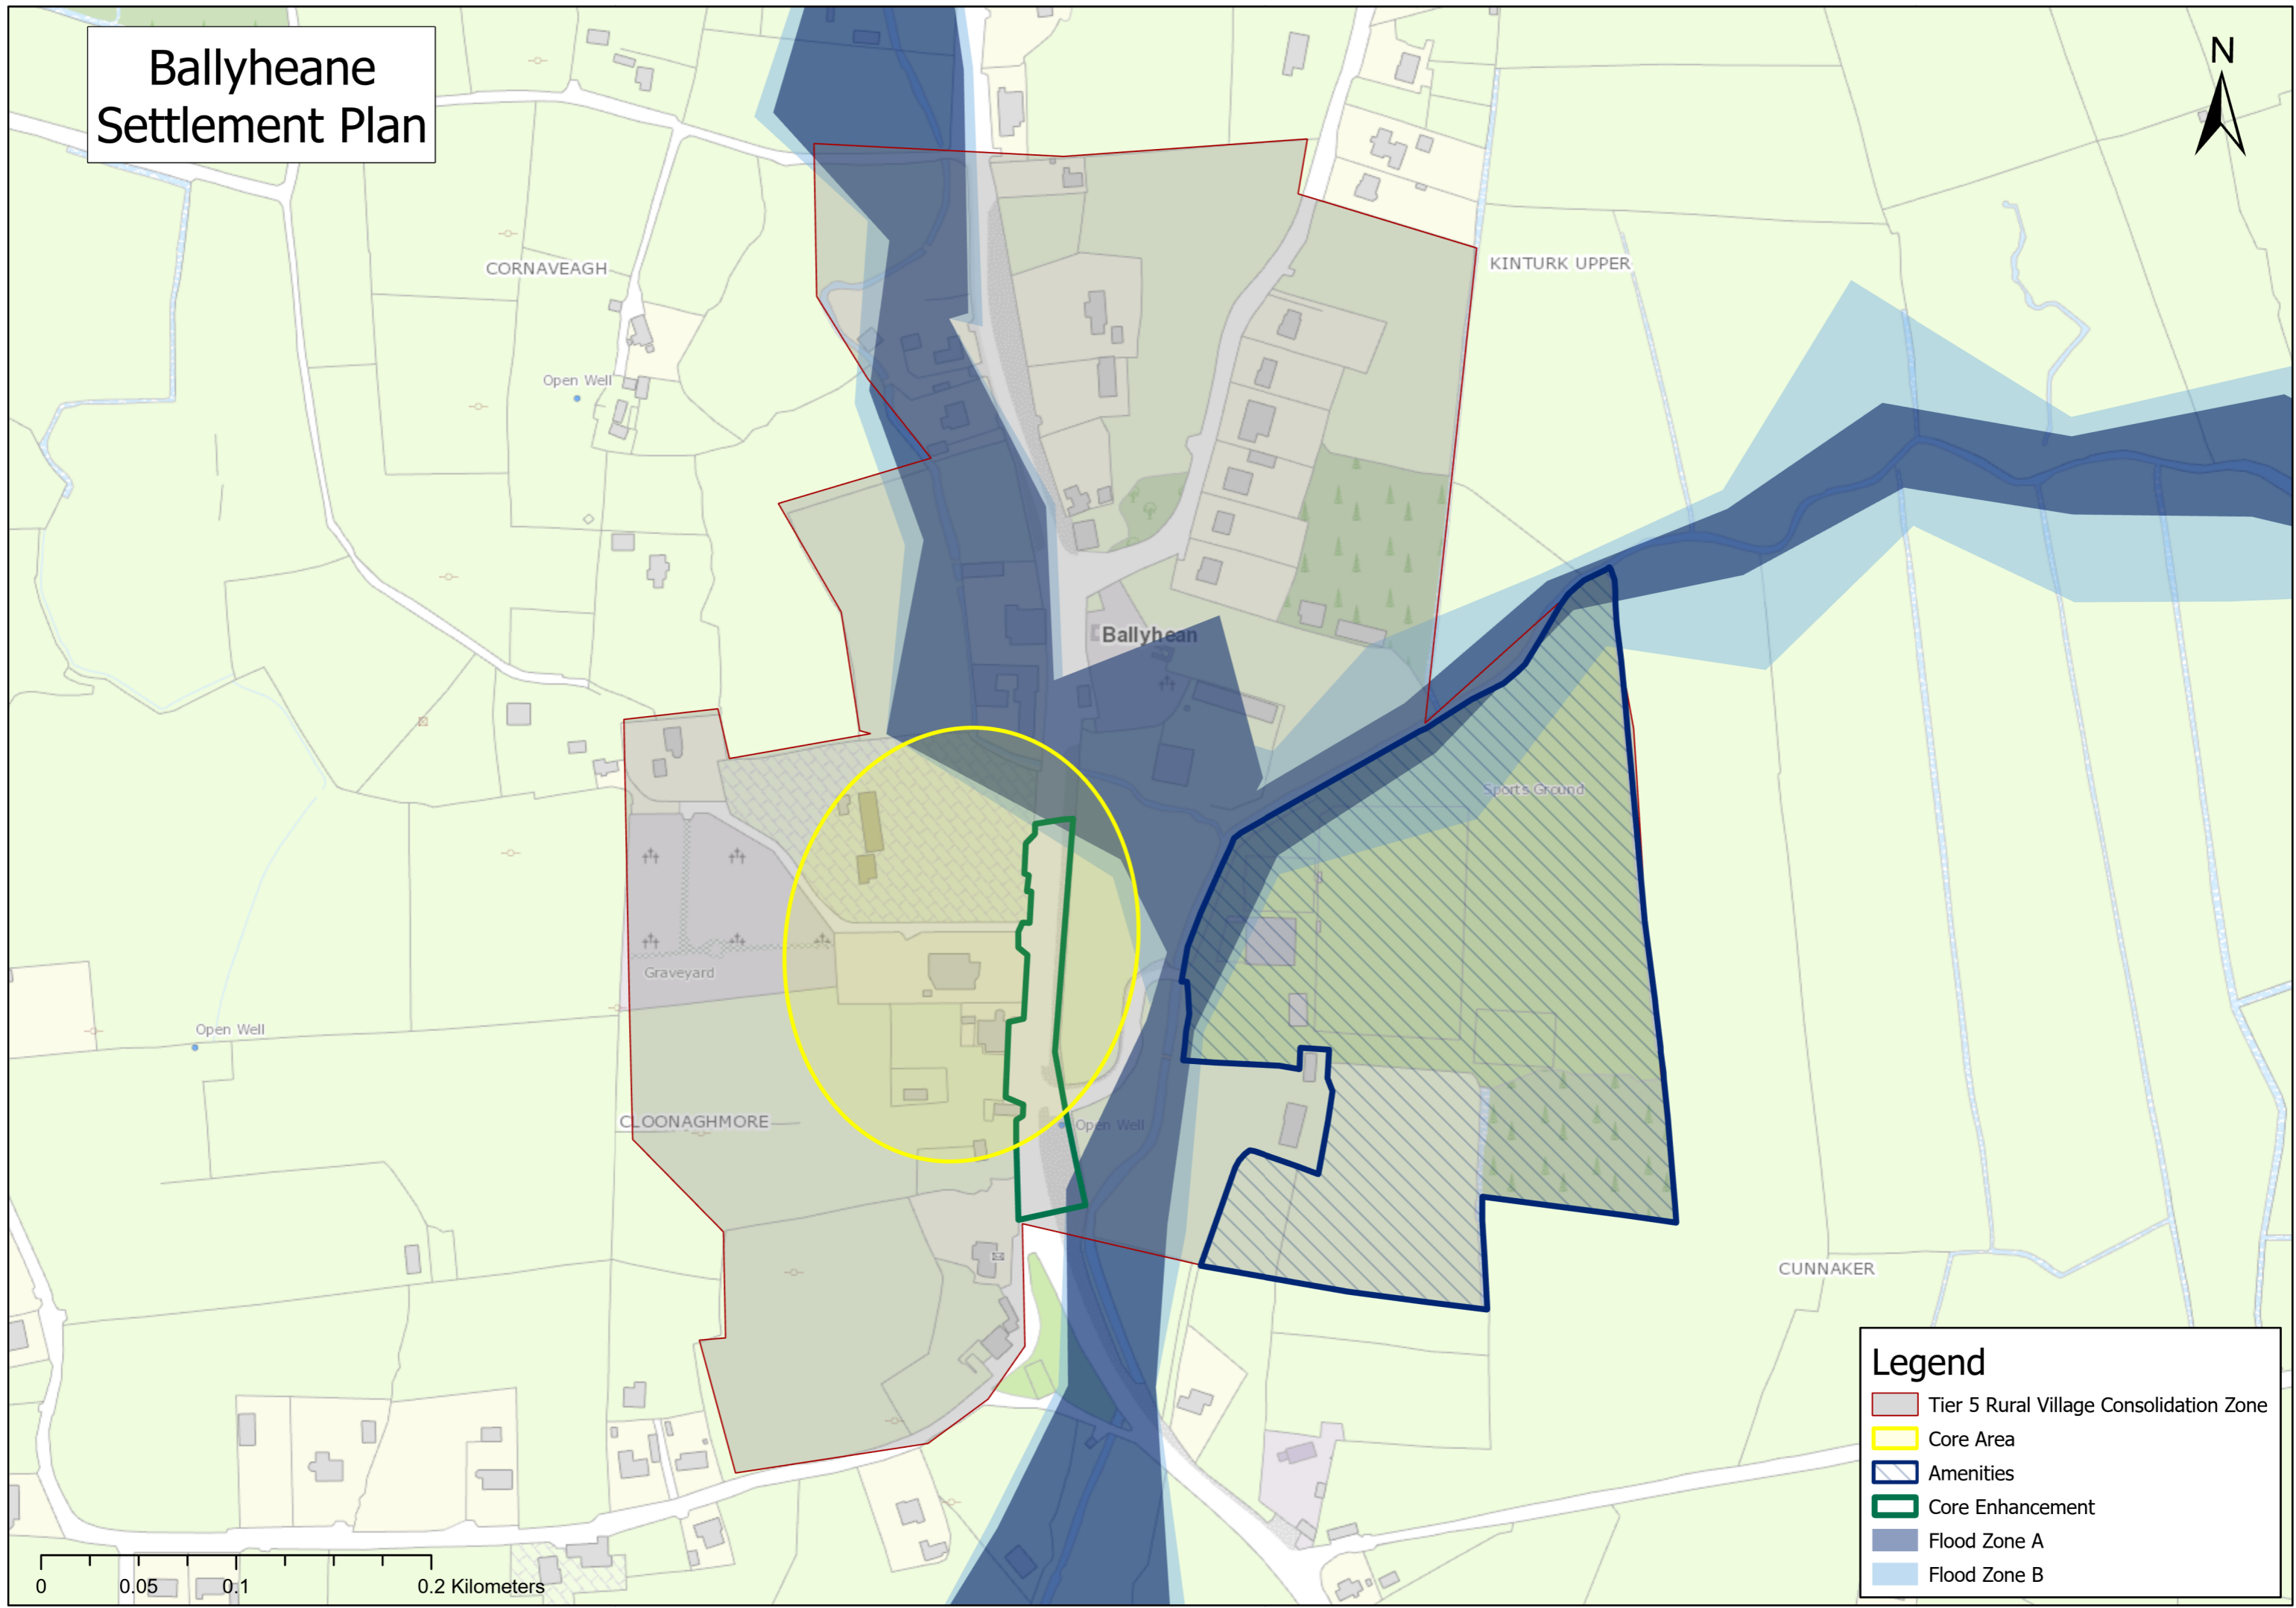 Ballyheane
Settlement Plan
N
CORNAVEAGH
KINTURK UPPER
Open Well
Ballyhean
Sports Ground
Graveyard
Open Well
CLOONAGHMORE
Open Well
CUNNAKER
Legend
Tier 5 Rural Village Consolidation Zone
Core Area
Amenities
Core Enhancement
Flood Zone A
Flood Zone B
0 0.05 0.1 0.2 Kilometers